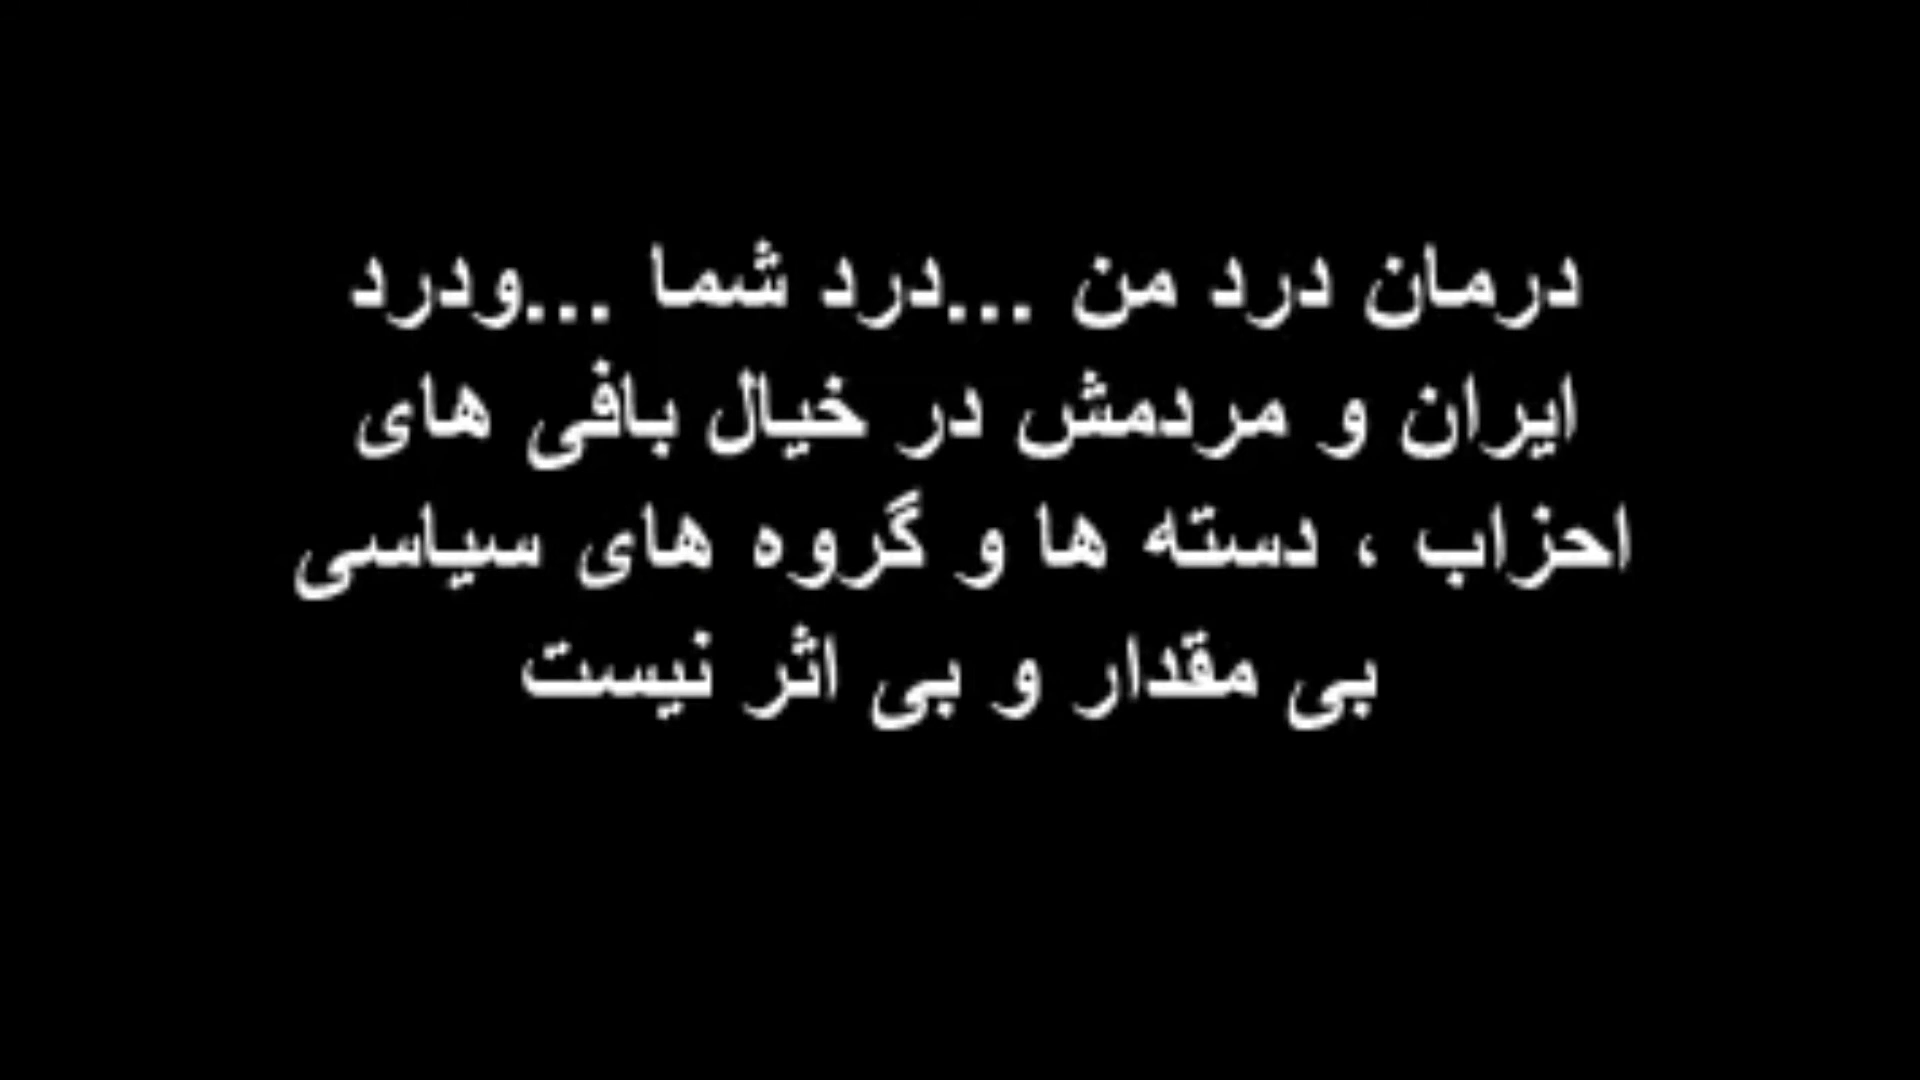 درمان درد من ...درد شما ...ودرد
ایران و مردمش در خیال بافی های
احزاب ، دسته ها و گروه های سیاسی
بی مقدار و بی اثر نیست